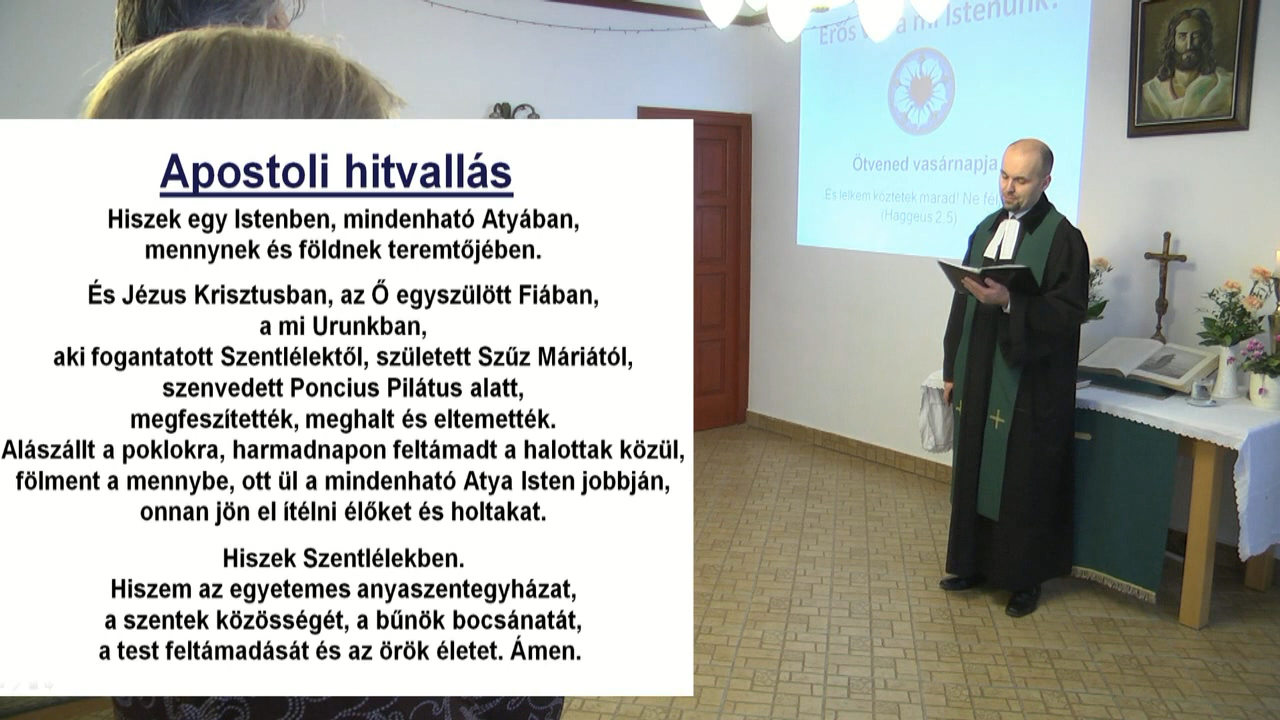 Apostoli hitvallás
Hiszek egy Istenben, mindenható Atyában,
mennynek és földnek teremtőjében.
És Jézus Krisztusban, az Ő egyszülött Fiában,
a mi Urunkban,
aki fogantatott Szentlélektől, született Szűz Máriától,
szenvedett Poncius Pilátus alatt,
megfeszítették, meghalt és eltemették.
Alászállt a poklokra, harmadnapon feltámadt a halottak közül,
fölment a mennybe, ott ül a mindenható Atya Isten jobbján,
onnan jön el ítélni élőket és holtakat.
Hiszek Szentlélekben.
Hiszem az egyetemes anyaszentegyházat,
a szentek közösségét, a bűnök bocsánatát,
a test feltámadását és az örök életet. Ámen.
Erős a mi Istenünk!
Ötvened vasárnapja
És lelkem köztetek marad! Ne
(Haggeus 2,5)